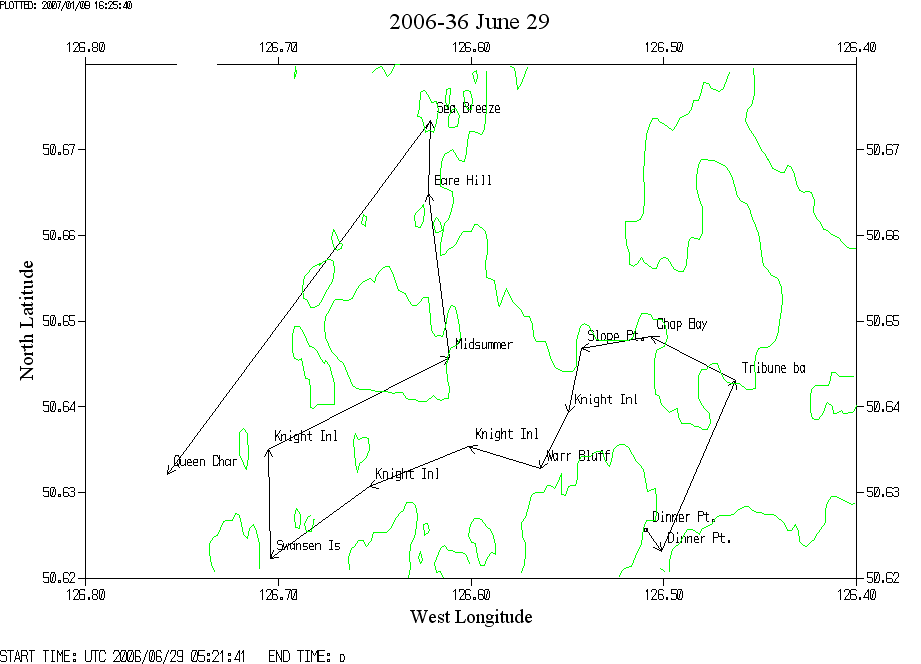 PLOTTED: 2007/01/09 16:25:40
2006-36 June 29
126.80 126.70 126.60 126.50 126.40
Sea Breeze
50.67 50.67
Eare Hill
50.66 50.66
North Latitude
50.65 50.65
Chop Bay
Slope Pt.
Midsummer
Tribune ba
Knight Inl
50.64 50.64
Knight Inl
Knight Inl
Warr Bluff
Queen Char
Knight Inl
50.63 50.63
Dinner Pt.
Dinner Pt.
Swansen Is
50.62 50.62
126.80 126.70 126.60 126.50 126.40
West Longitude
START TIME: UTC 2006/06/29 05:21:41 END TIME: o